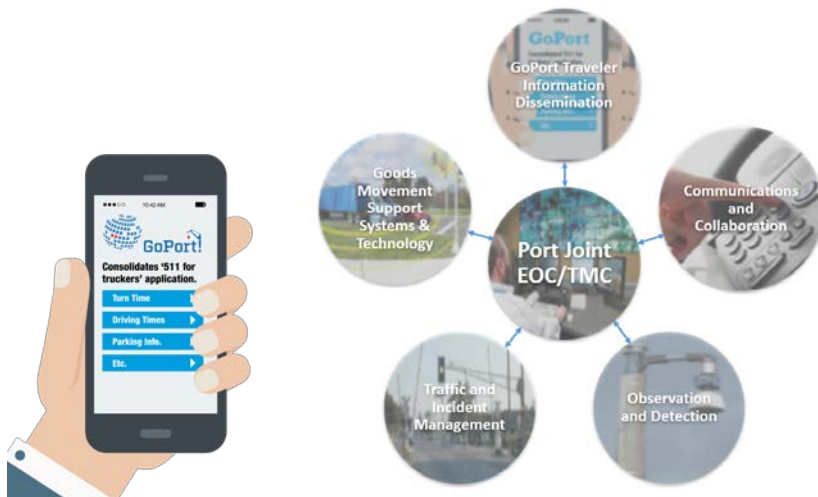 10:42 AM
GoPort!
Consolidates '511 for
truckers' application.
Turn Time
Driving Times
Parking Info.
Etc.
GoPort
GoPort Traveler
Information
Dissemination
Goods
Movement
Support
Systems &
Technology
Communications
and
Collaboration
Port Joint
EOC/TMC
Traffic and
Incident
Management
Observation
and Detection